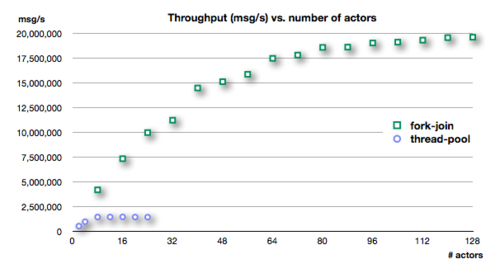 Throughput (msg/s) vs. number of actors
msg/s
20,000,000
17,500,000
15,000,000
12,500,000
10,000,000
7,500,000
5,000,000
2,500,000
0
fork-join
thread-pool
0 16 32 48 64 80 96 112 128
# actors